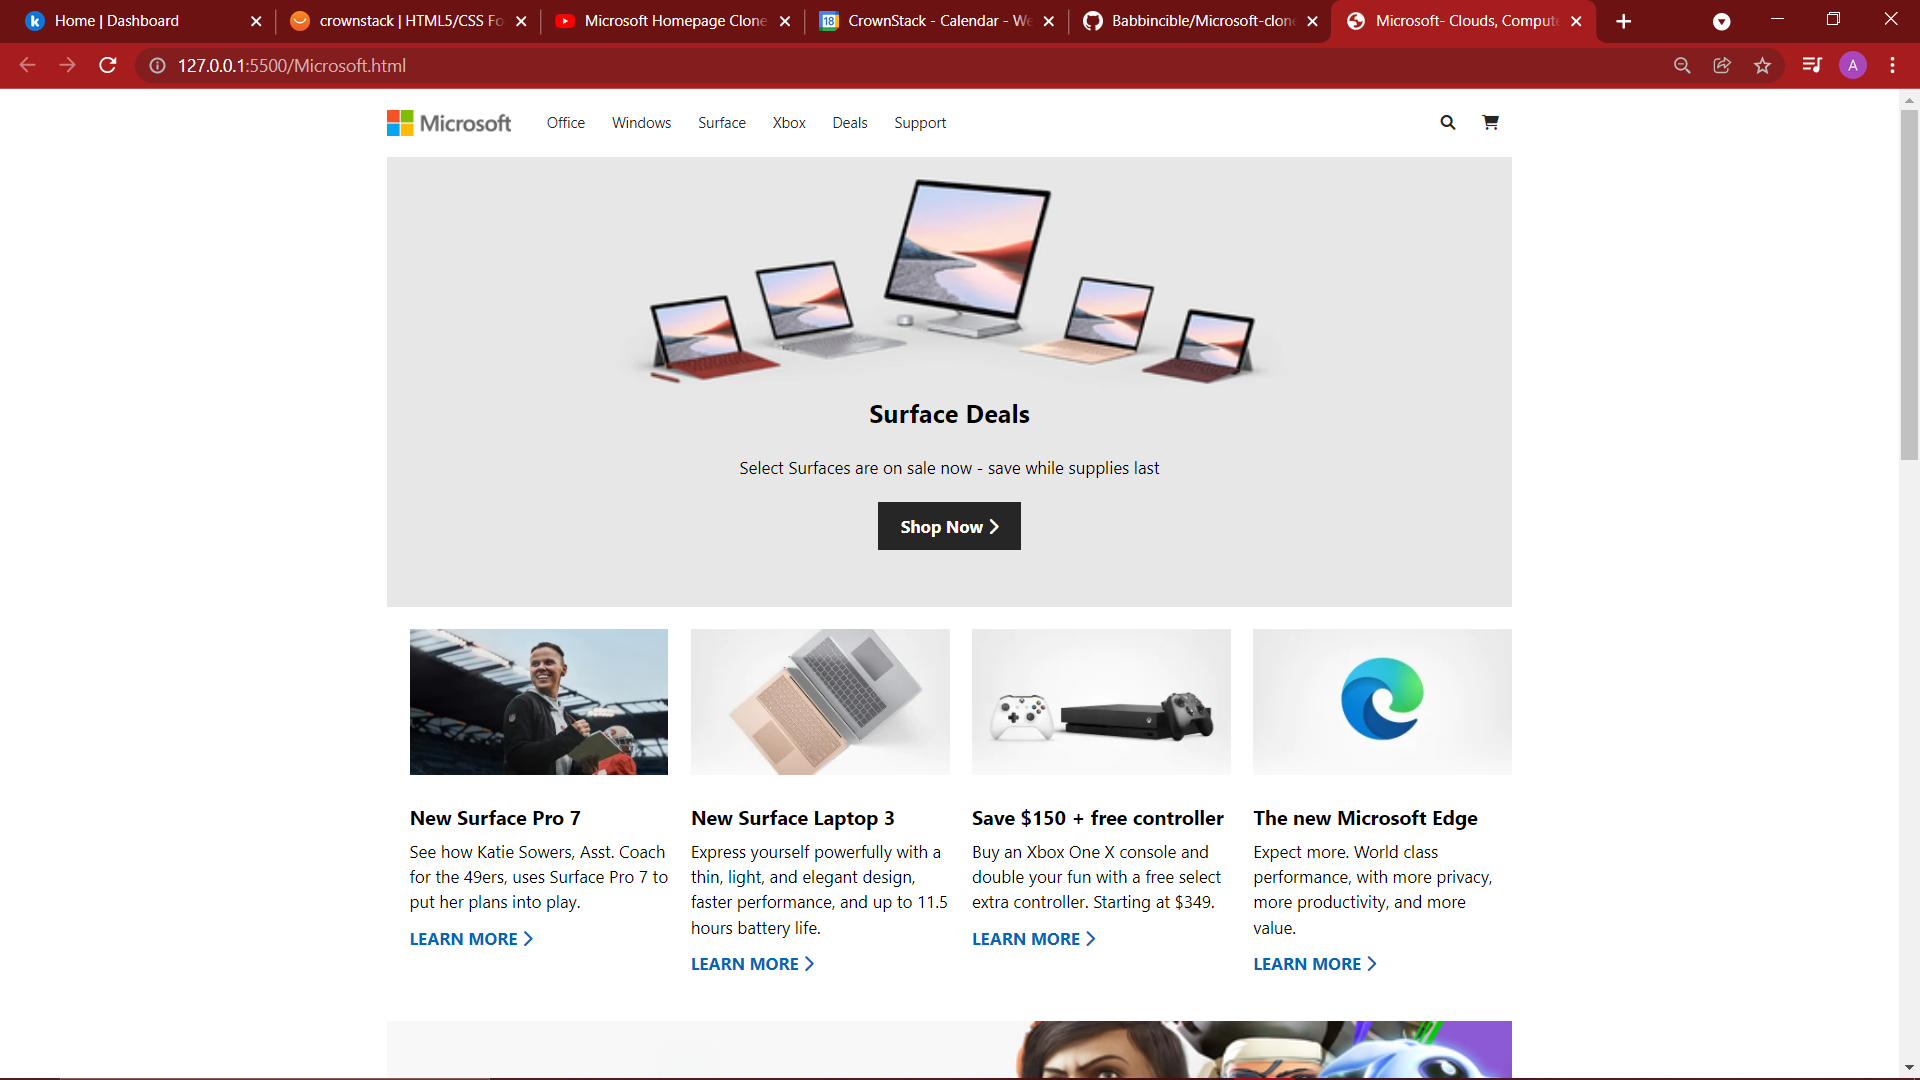 Home | Dashboard
crownstack | HTML5/CSS Fo
Microsoft Homepage Clone
CrownStack - Calendar - We
Babbincible/Microsoft-clone
Microsoft- Clouds, Compute
127.0.0.1:5500/Microsoft.html
A
18
Microsoft
Office
Windows
Surface
Xbox
Deals
Support
Surface Deals
Select Surfaces are on sale now - save while supplies last
Shop Now
New Surface Pro 7
See how Katie Sowers, Asst. Coach
for the 49ers, uses Surface Pro 7 to
put her plans into play.
LEARN MORE
New Surface Laptop 3
Express yourself powerfully with a
thin, light, and elegant design,
faster performance, and up to 11.5
hours battery life.
LEARN MORE
Save $150 + free controller
Buy an Xbox One X console and
double your fun with a free select
extra controller. Starting at $349.
LEARN MORE
The new Microsoft Edge
Expect more. World class
performance, with more privacy,
more productivity, and more
value.
LEARN MORE